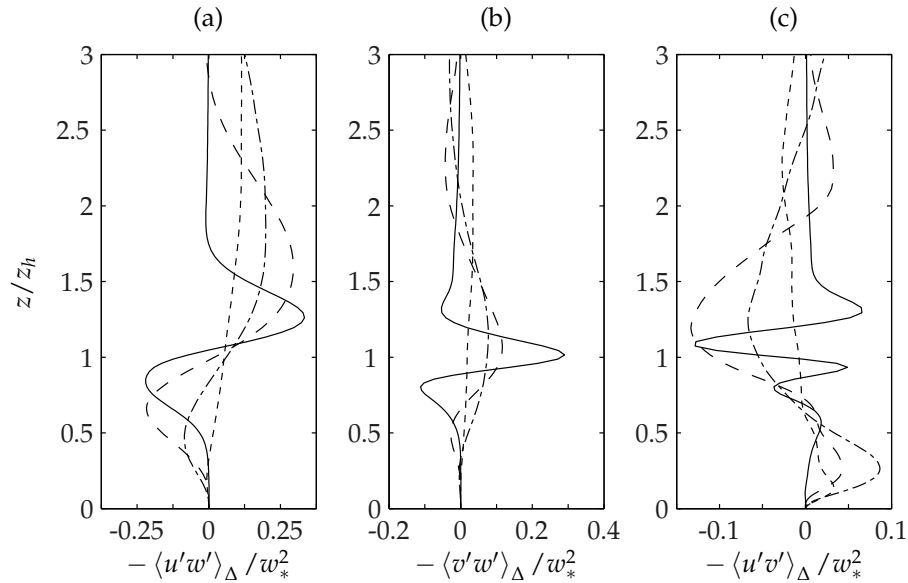 (a) (b) (c)
3 3 3
2.5 2.5 2.5
2 2 2
1.5 1.5 1.5
z/z_h
1 1 1
0.5 0.5 0.5
0 0 0
-0.25 0 0.25 -0.2 0 0.2 0.4 -0.1 0 0.1
− ⟨u′w′⟩_Δ /w_*^2 − ⟨v′w′⟩_Δ /w_*^2 − ⟨u′v′⟩_Δ /w_*^2